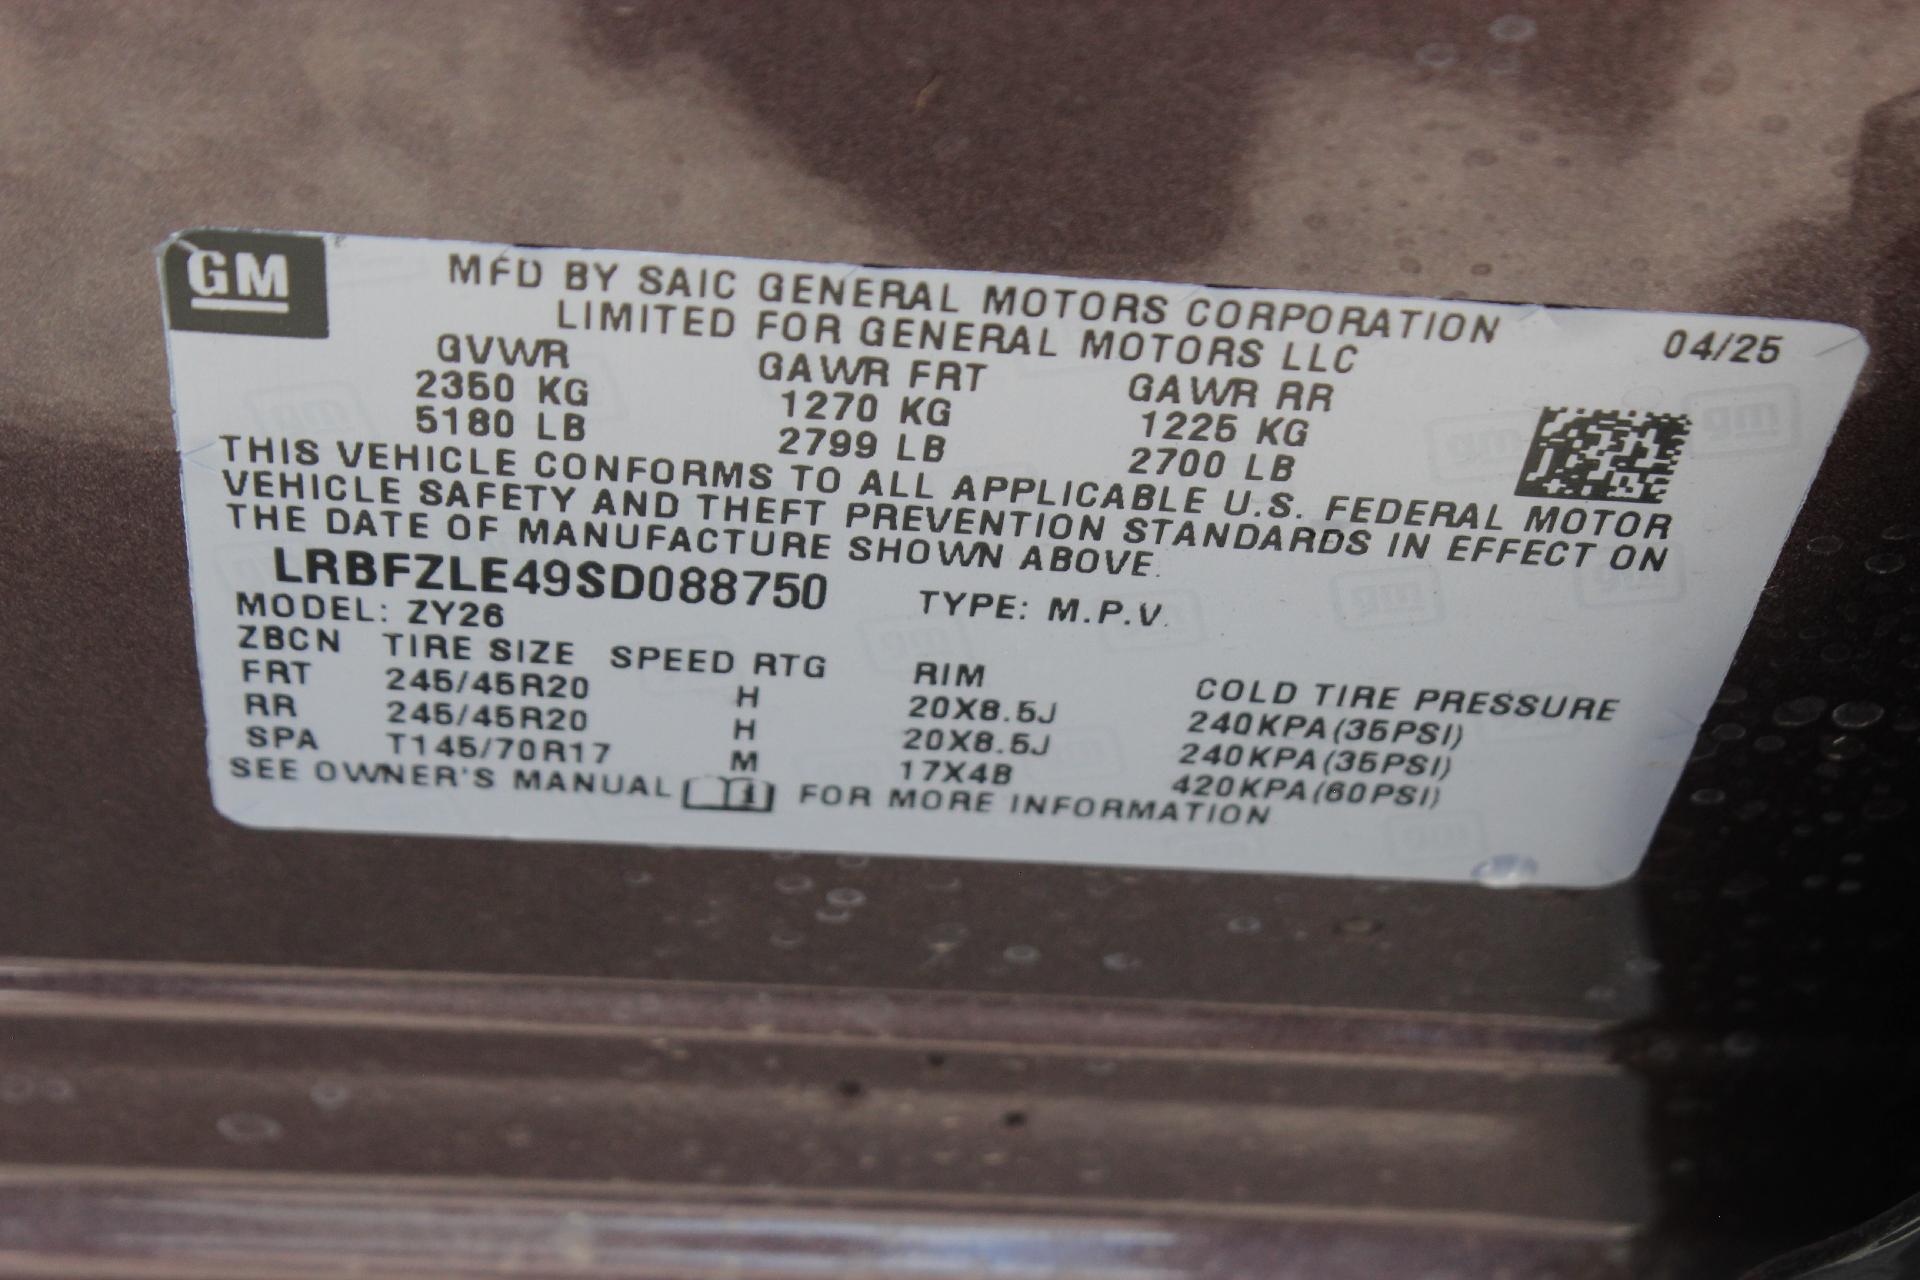 GM
MFD BY SAIC GENERAL MOTORS CORPORATION
LIMITED FOR GENERAL MOTORS LLC
04/25
GVWR GAWR FRT GAWR RR
2350 KG 1270 KG 1225 KG
5180 LB 2799 LB 2700 LB
THIS VEHICLE CONFORMS TO ALL APPLICABLE U.S. FEDERAL MOTOR
VEHICLE SAFETY AND THEFT PREVENTION STANDARDS IN EFFECT ON
THE DATE OF MANUFACTURE SHOWN ABOVE.
LRBFZLE49SD088750 TYPE: M.P.V.
MODEL: ZY26
ZBCN TIRE SIZE SPEED RTG RIM COLD TIRE PRESSURE
FRT 245/45R20 H 20X8.5J 240KPA(35PSI)
RR 245/45R20 H 20X8.5J 240KPA(35PSI)
SPA T145/70R17 M 17X4B 420KPA(60PSI)
SEE OWNER'S MANUAL FOR MORE INFORMATION